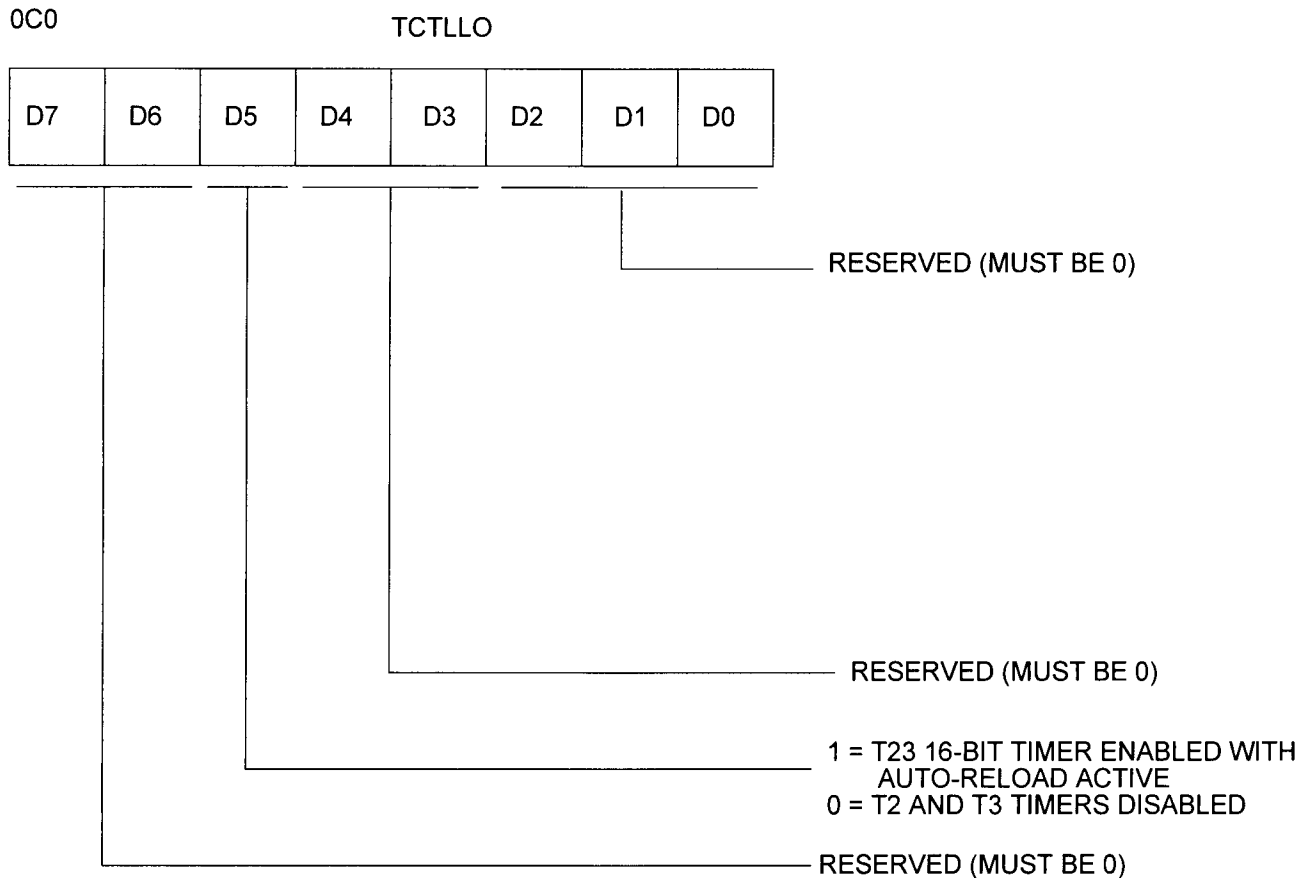 0C0
TCTLLO
D7 D6 D5 D4 D3 D2 D1 D0
RESERVED (MUST BE 0)
RESERVED (MUST BE 0)
1 = T23 16-BIT TIMER ENABLED WITH
AUTO-RELOAD ACTIVE
0 = T2 AND T3 TIMERS DISABLED
RESERVED (MUST BE 0)